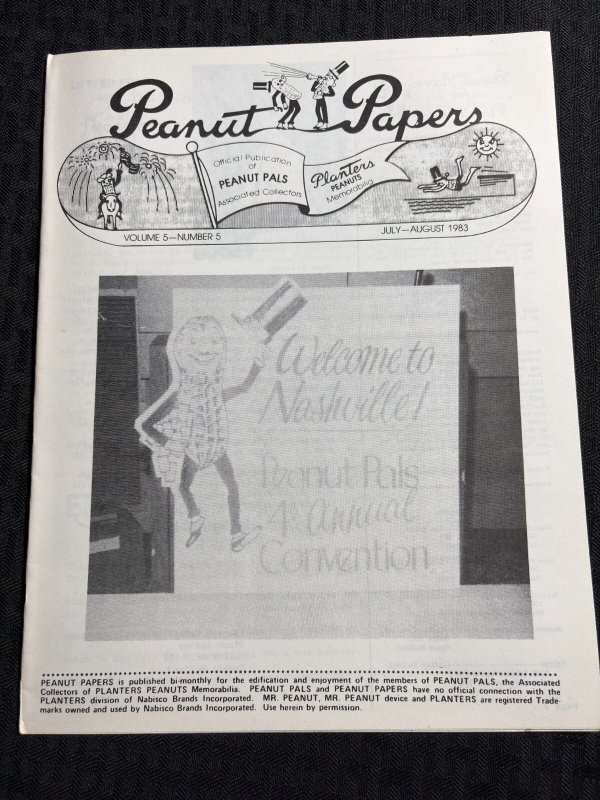 Peanut Papers
Official Publication
of
PEANUT PALS
Associated Collectors
Planters
PEANUTS
Memorabilia
VOLUME 5—NUMBER 5
JULY—AUGUST 1983
Welcome to
Nashville!
Peanut Pals
4th annual
Convention
PEANUT PAPERS is published bi-monthly for the edification and enjoyment of the members of PEANUT PALS, the Associated
Collectors of PLANTERS PEANUTS Memorabilia. PEANUT PALS and PEANUT PAPERS have no official connection with the
PLANTERS division of Nabisco Brands Incorporated. MR. PEANUT, MR. PEANUT device and PLANTERS are registered Trade-
marks owned and used by Nabisco Brands Incorporated. Use herein by permission.